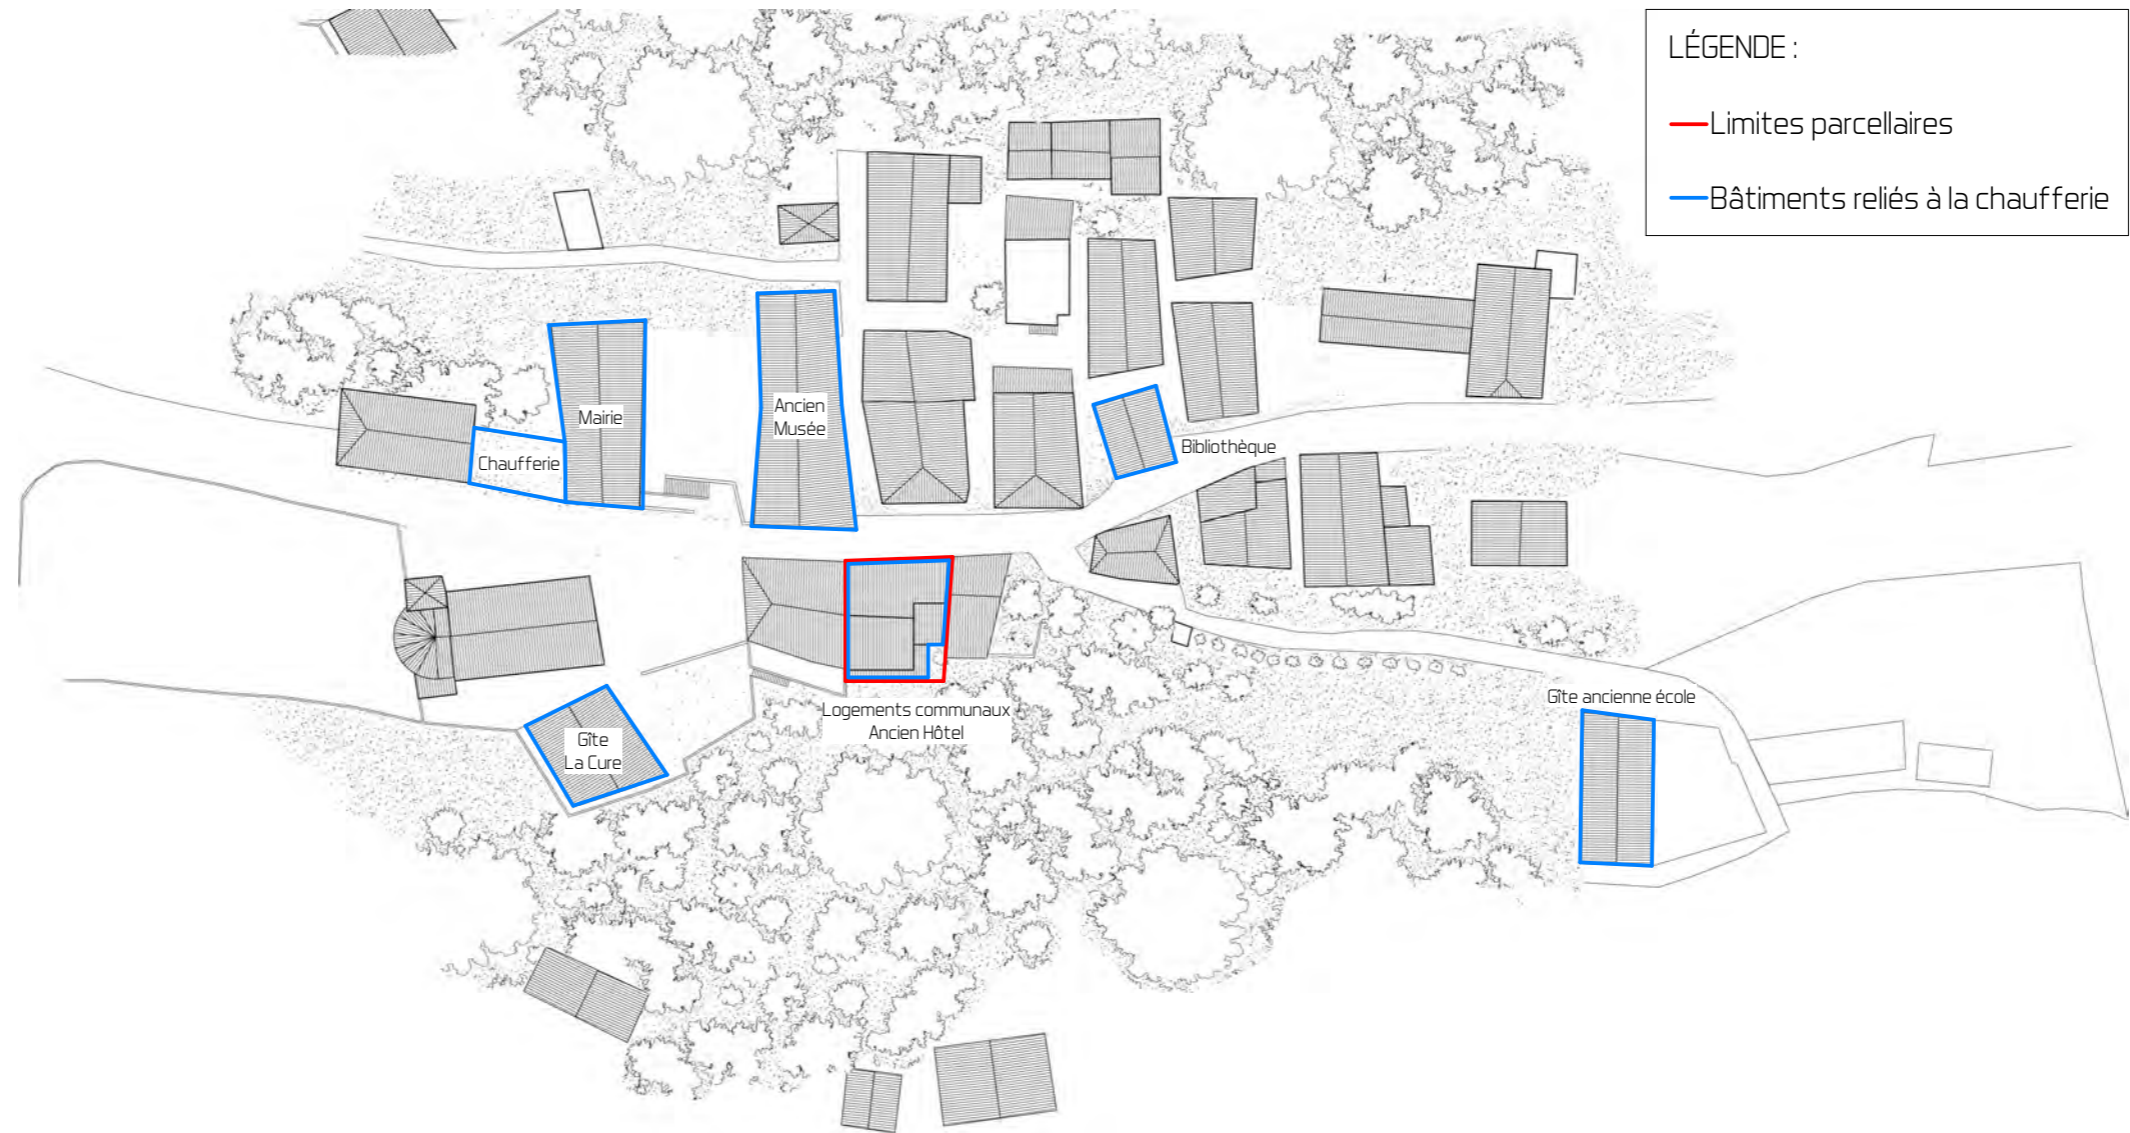 LÉGENDE :
Limites parcellaires
Bâtiments reliés à la chaufferie
Mairie
Ancien
Musée
Chaufferie
Bibliothèque
Logements communaux
Ancien Hôtel
Gîte ancienne école
Gîte
La Cure